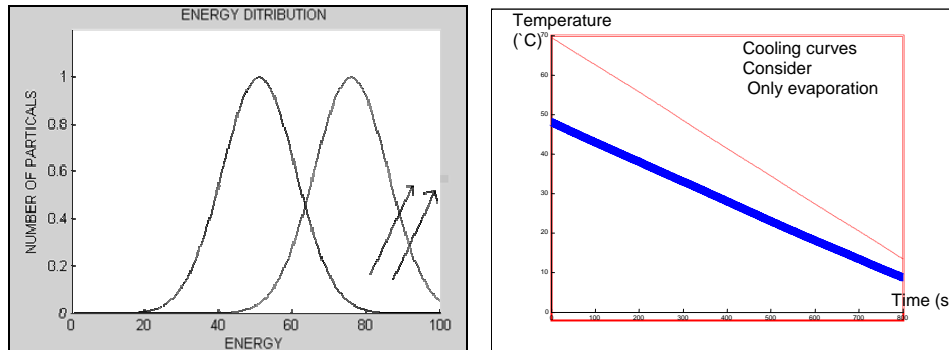 ENERGY DITRIBUTION
NUMBER OF PARTICALS
1
0.8
0.6
0.4
0.2
0
0 20 40 60 80 100
ENERGY
Temperature
(`C)
Cooling curves
Consider
Only evaporation
70
60
50
40
30
20
10
0
0 100 200 300 400 500 600 700 800
Time (s